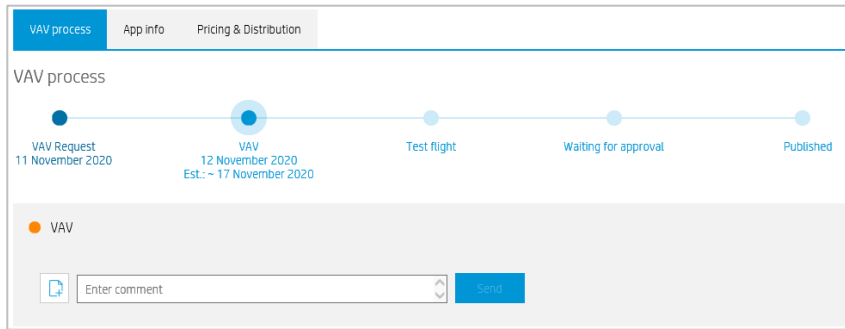 VAV process App info Pricing & Distribution
VAV process
VAV Request VAV Test flight Waiting for approval Published
11 November 2020 12 November 2020
Est.: ~ 17 November 2020
VAV
Enter comment Send